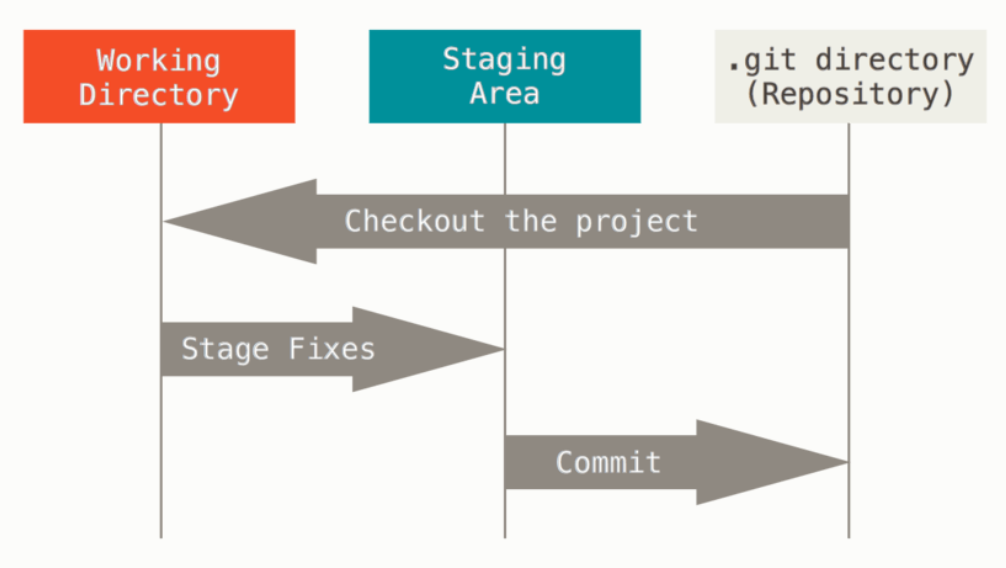 Working
Directory
Staging
Area
.git directory
(Repository)
Checkout the project
Stage Fixes
Commit